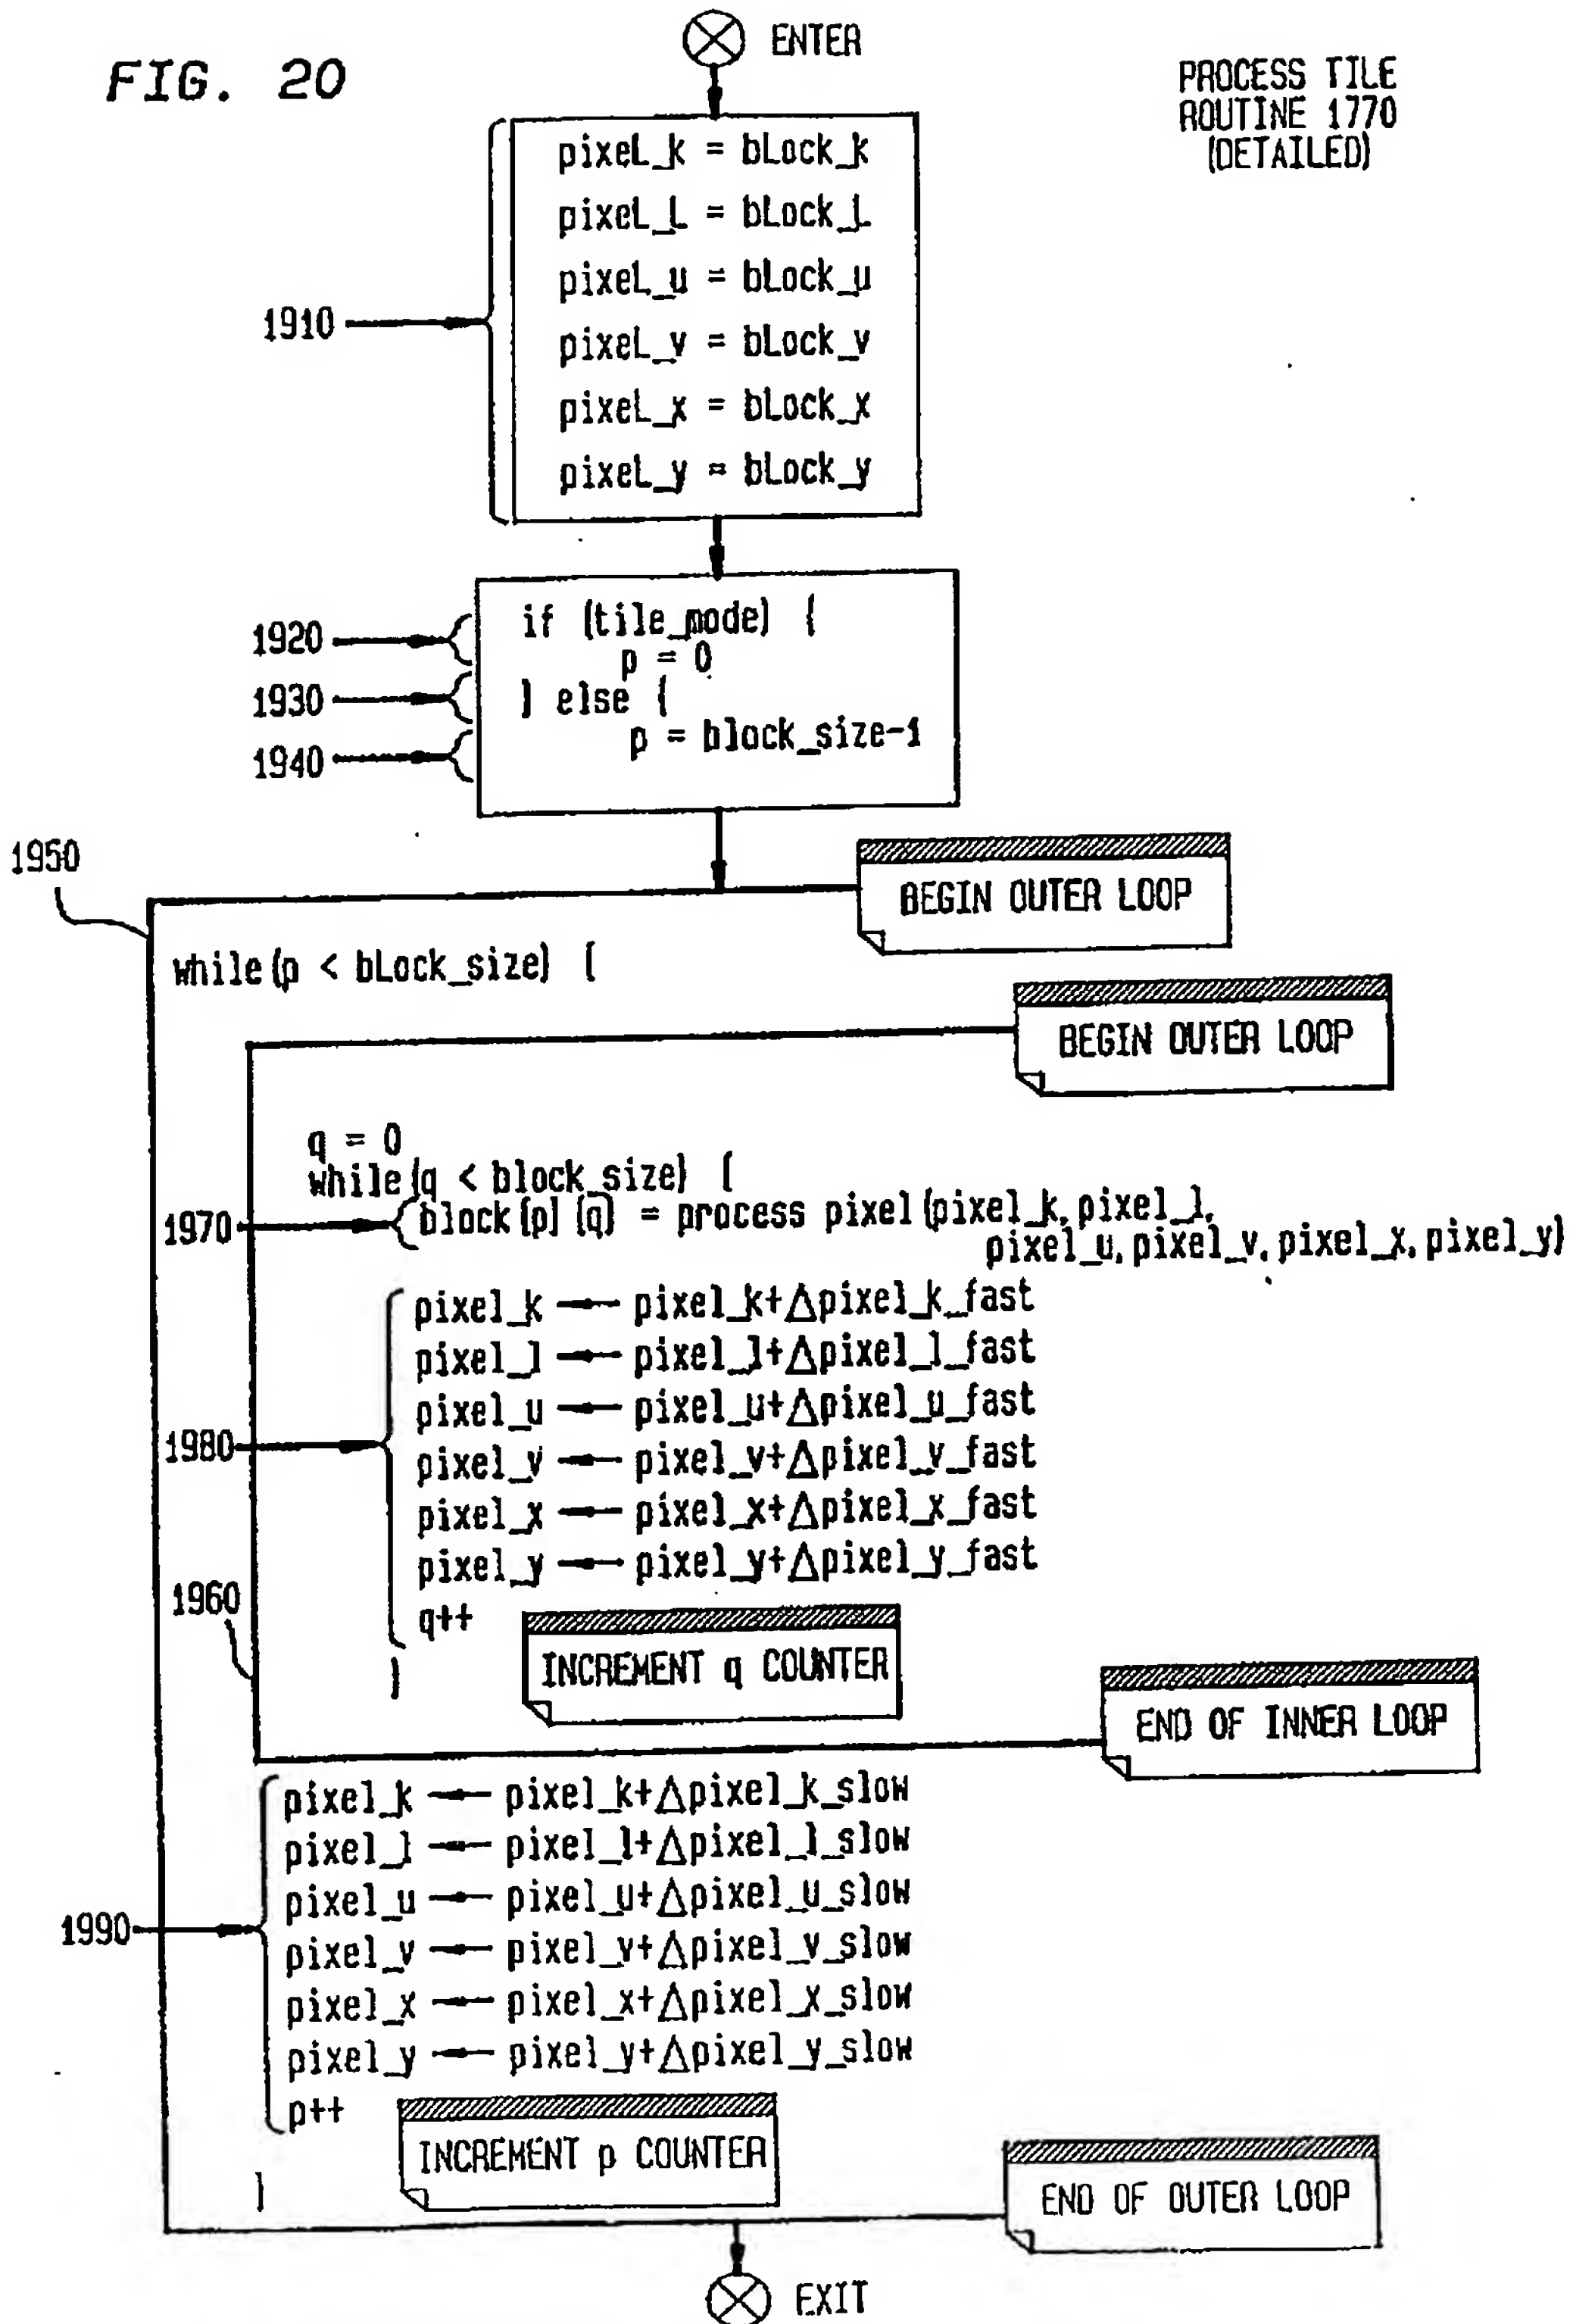 FIG. 20
ENTER
PROCESS TILE
ROUTINE 1770
(DETAILED)
pixeL_k = bLock_k
pixeL_L = bLock_L
pixeL_u = bLock_u
pixeL_v = bLock_v
pixeL_x = bLock_x
pixeL_y = bLock_y
1910
if (tile_mode) {
p = 0
} else {
p = block_size-1
1920
1930
1940
1950
BEGIN OUTER LOOP
while(p < bLock_size) {
BEGIN OUTER LOOP
q = 0
while(q < block_size) {
1970
block[p][q] = process pixel(pixel_k, pixel_l,
pixel_u, pixel_v, pixel_x, pixel_y)
pixel_k ← pixel_k+Δpixel_k_fast
pixel_l ← pixel_l+Δpixel_l_fast
pixel_u ← pixel_u+Δpixel_u_fast
1980
pixel_v ← pixel_v+Δpixel_v_fast
pixel_x ← pixel_x+Δpixel_x_fast
pixel_y ← pixel_y+Δpixel_y_fast
1960
q++
INCREMENT q COUNTER
}
END OF INNER LOOP
pixel_k ← pixel_k+Δpixel_k_slow
pixel_l ← pixel_l+Δpixel_l_slow
pixel_u ← pixel_u+Δpixel_u_slow
1990
pixel_v ← pixel_v+Δpixel_v_slow
pixel_x ← pixel_x+Δpixel_x_slow
pixel_y ← pixel_y+Δpixel_y_slow
p++
INCREMENT p COUNTER
}
END OF OUTER LOOP
EXIT